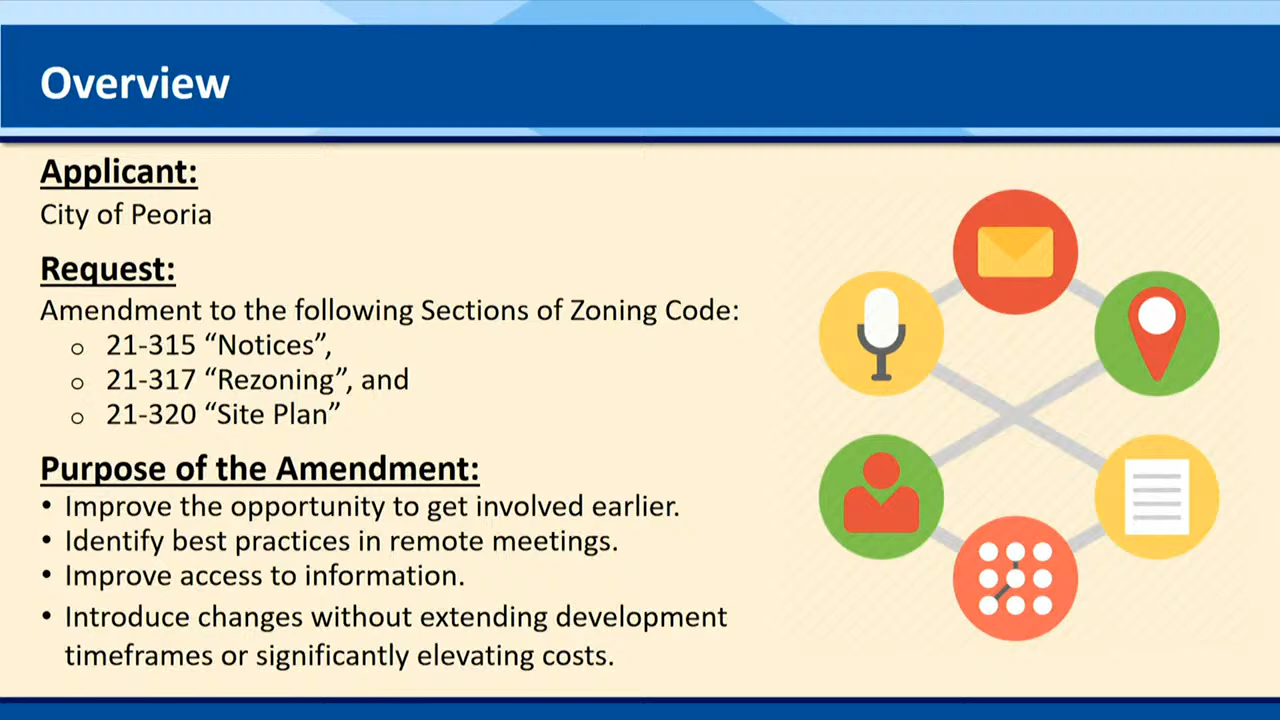 Overview
Applicant:
City of Peoria
Request:
Amendment to the following Sections of Zoning Code:
o 21-315 “Notices”,
o 21-317 “Rezoning”, and
o 21-320 “Site Plan”
Purpose of the Amendment:
• Improve the opportunity to get involved earlier.
• Identify best practices in remote meetings.
• Improve access to information.
• Introduce changes without extending development
timeframes or significantly elevating costs.